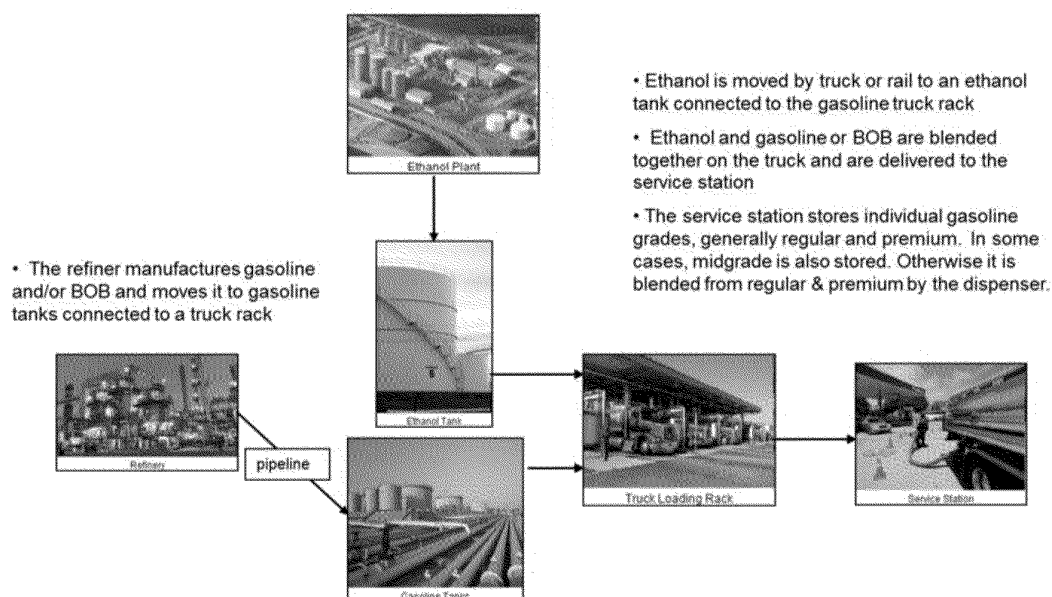 Ethanol Plant
• Ethanol is moved by truck or rail to an ethanol
tank connected to the gasoline truck rack
• Ethanol and gasoline or BOB are blended
together on the truck and are delivered to the
service station
• The service station stores individual gasoline
grades, generally regular and premium. In some
cases, midgrade is also stored. Otherwise it is
blended from regular & premium by the dispenser.
• The refiner manufactures gasoline
and/or BOB and moves it to gasoline
tanks connected to a truck rack
Ethanol Tank
Refinery
pipeline
Truck Loading Rack
Service Station
Gasoline Tanks